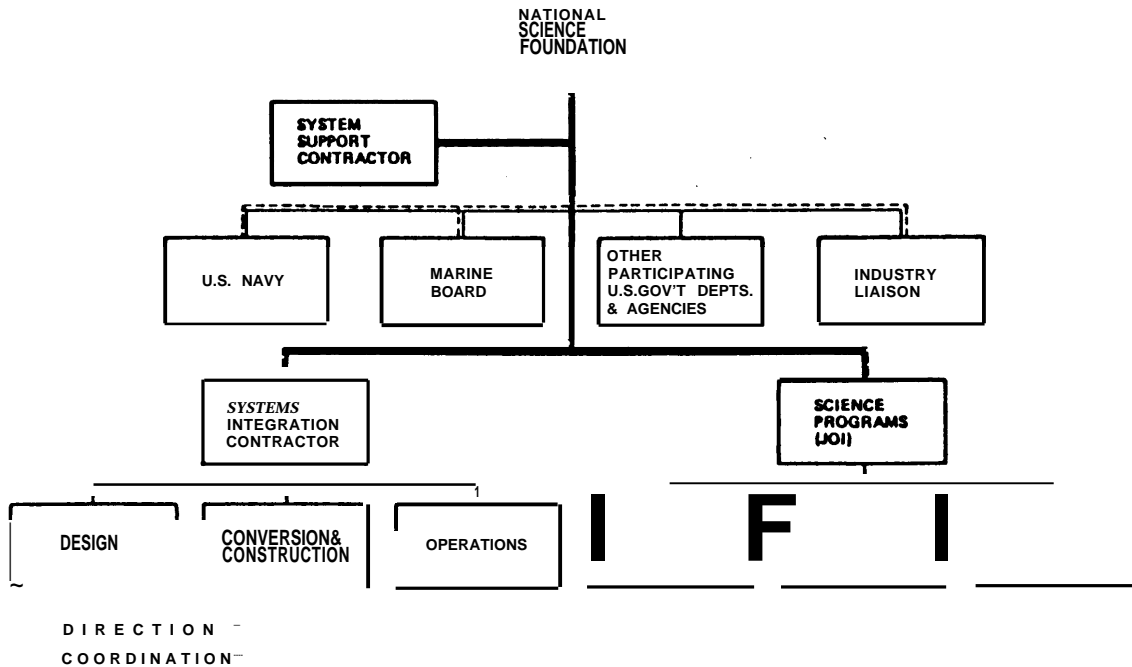 NATIONAL
SCIENCE
FOUNDATION
SYSTEM
SUPPORT
CONTRACTOR
U.S. NAVY
MARINE
BOARD
OTHER
PARTICIPATING
U.S.GOV'T DEPTS.
& AGENCIES
INDUSTRY
LIAISON
SYSTEMS
INTEGRATION
CONTRACTOR
SCIENCE
PROGRAMS
(JOI)
DESIGN
CONVERSION&
CONSTRUCTION
OPERATIONS
I F I
DIRECTION
COORDINATION